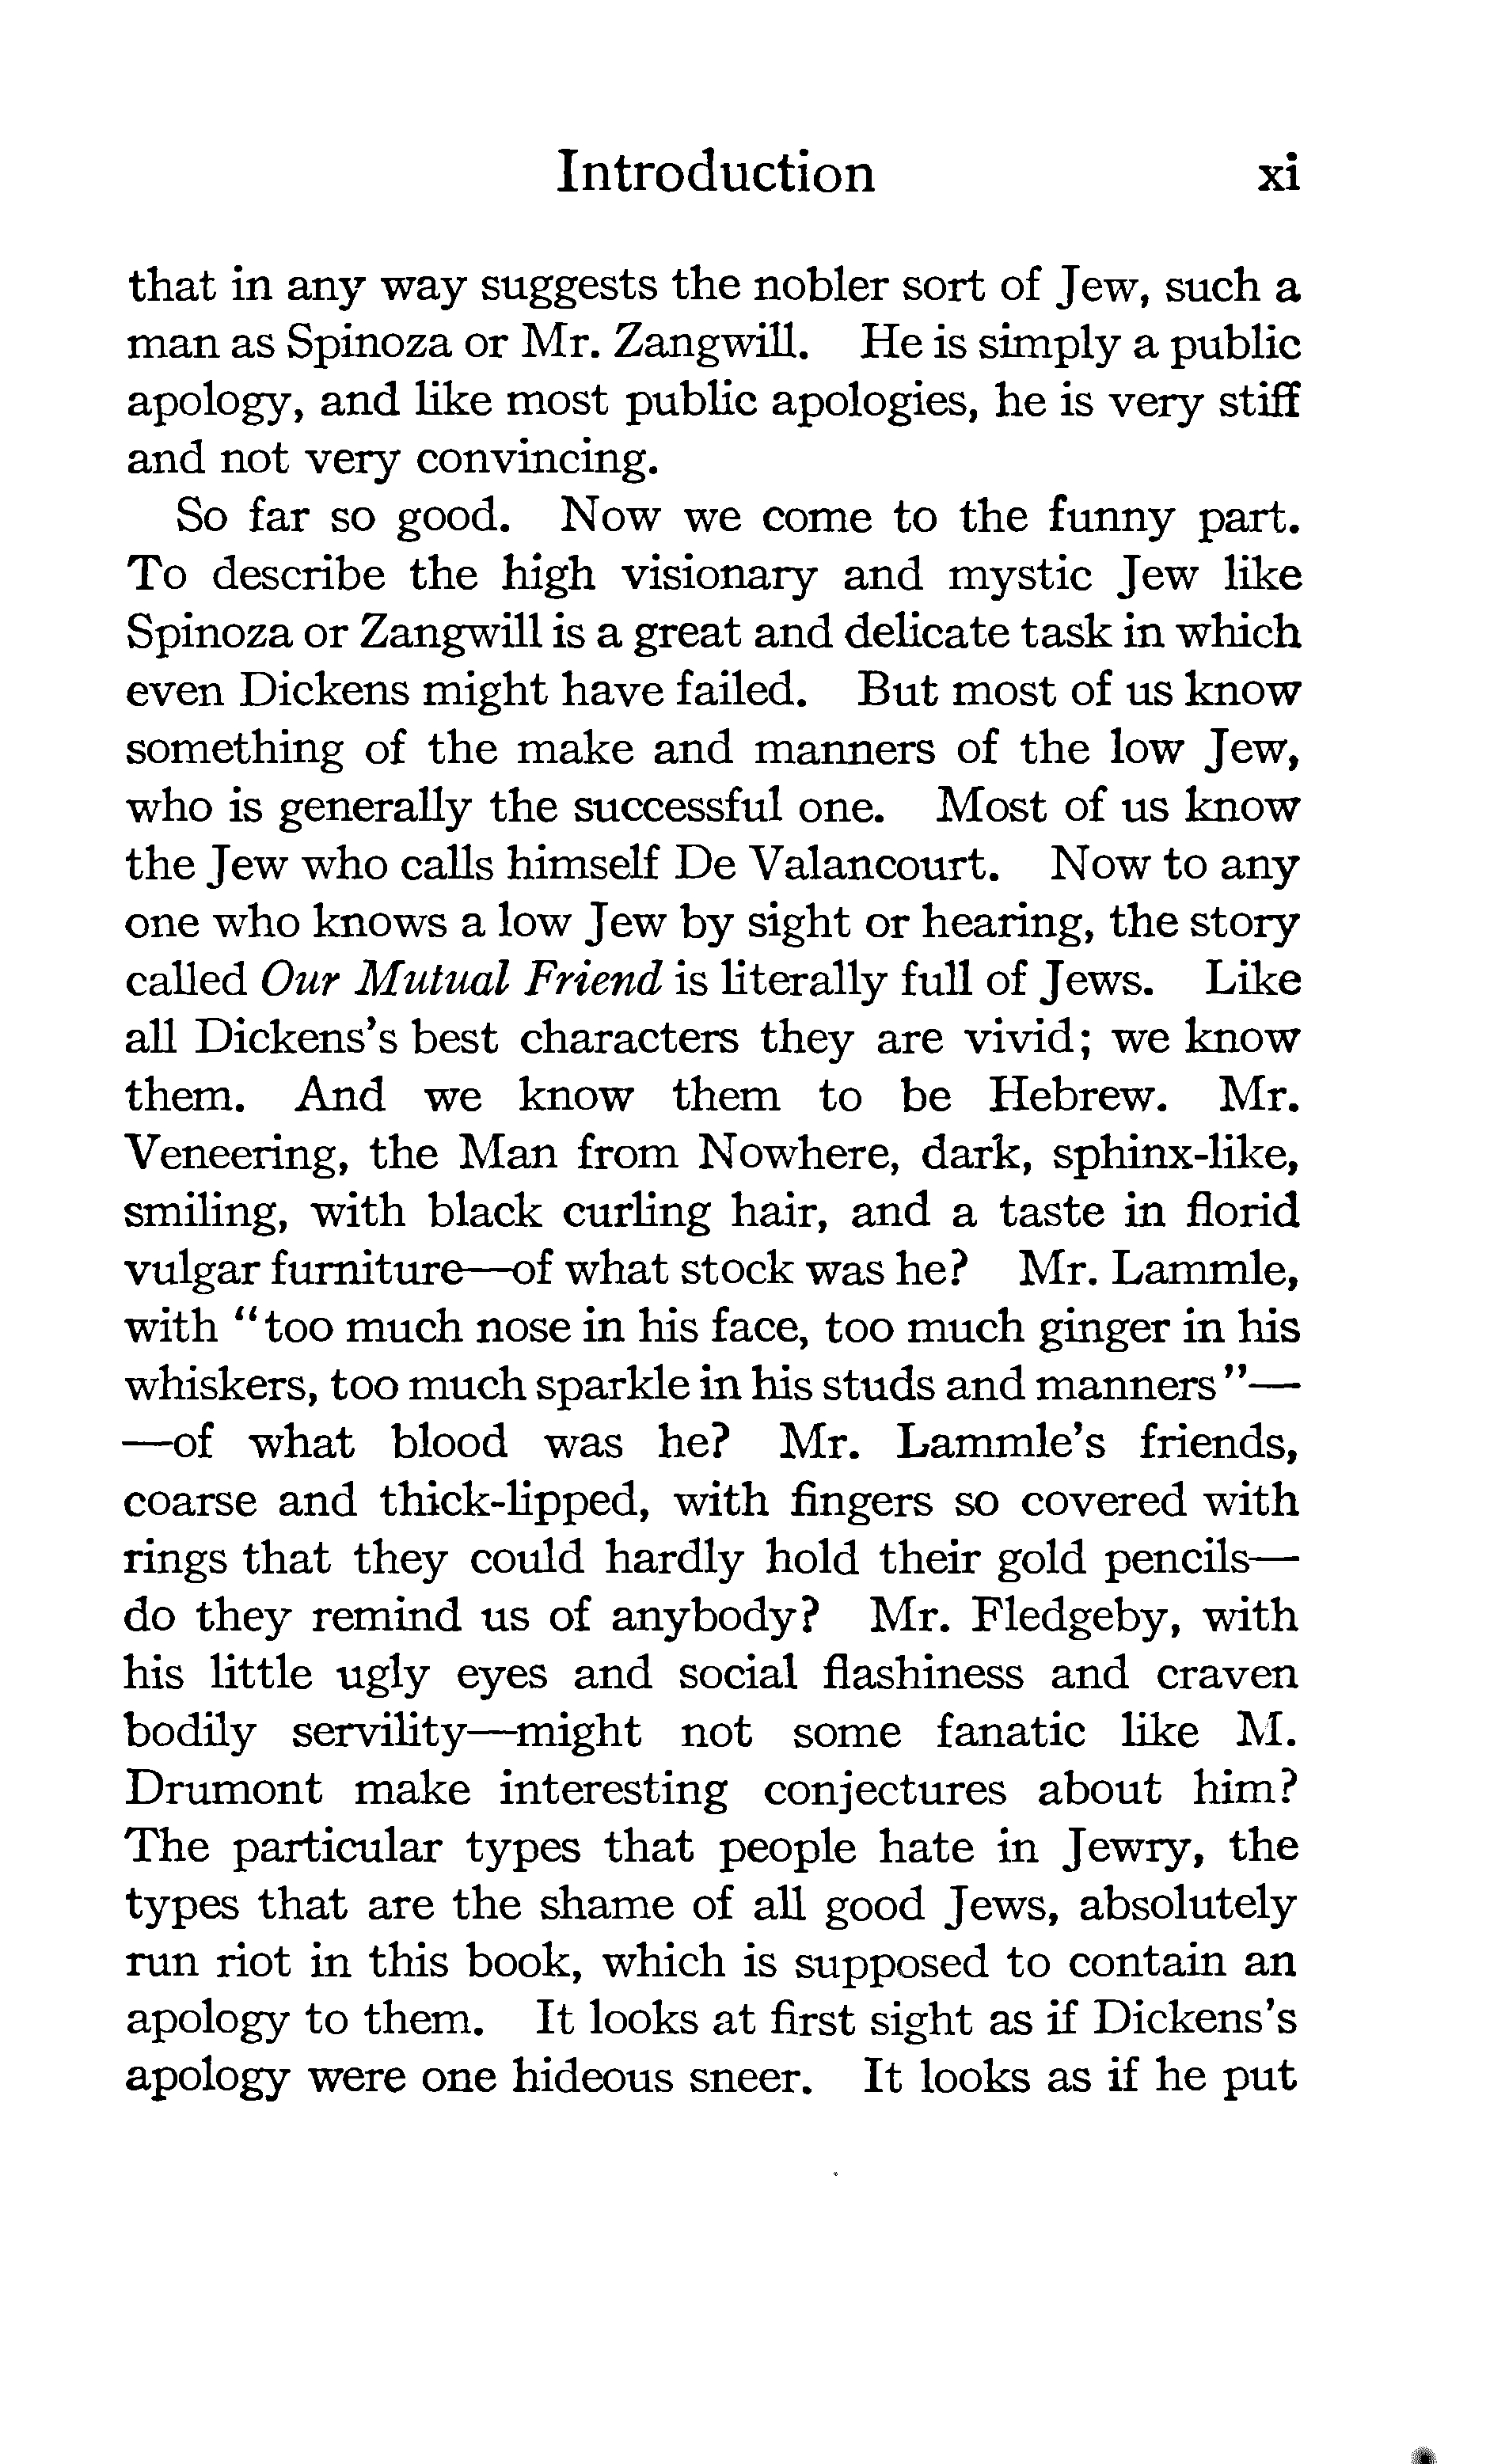 Introduction xi
that in any way suggests the nobler sort of Jew, such a
man as Spinoza or Mr. Zangwill. He is simply a public
apology, and like most public apologies, he is very stiff
and not very convincing.
So far so good. Now we come to the funny part.
To describe the high visionary and mystic Jew like
Spinoza or Zangwill is a great and delicate task in which
even Dickens might have failed. But most of us know
something of the make and manners of the low Jew,
who is generally the successful one. Most of us know
the Jew who calls himself De Valancourt. Now to any
one who knows a low Jew by sight or hearing, the story
called Our Mutual Friend is literally full of Jews. Like
all Dickens's best characters they are vivid; we know
them. And we know them to be Hebrew. Mr.
Veneering, the Man from Nowhere, dark, sphinx-like,
smiling, with black curling hair, and a taste in florid
vulgar furniture—of what stock was he? Mr. Lammle,
with "too much nose in his face, too much ginger in his
whiskers, too much sparkle in his studs and manners"—
—of what blood was he? Mr. Lammle's friends,
coarse and thick-lipped, with fingers so covered with
rings that they could hardly hold their gold pencils—
do they remind us of anybody? Mr. Fledgeby, with
his little ugly eyes and social flashiness and craven
bodily servility—might not some fanatic like M.
Drumont make interesting conjectures about him?
The particular types that people hate in Jewry, the
types that are the shame of all good Jews, absolutely
run riot in this book, which is supposed to contain an
apology to them. It looks at first sight as if Dickens's
apology were one hideous sneer. It looks as if he put